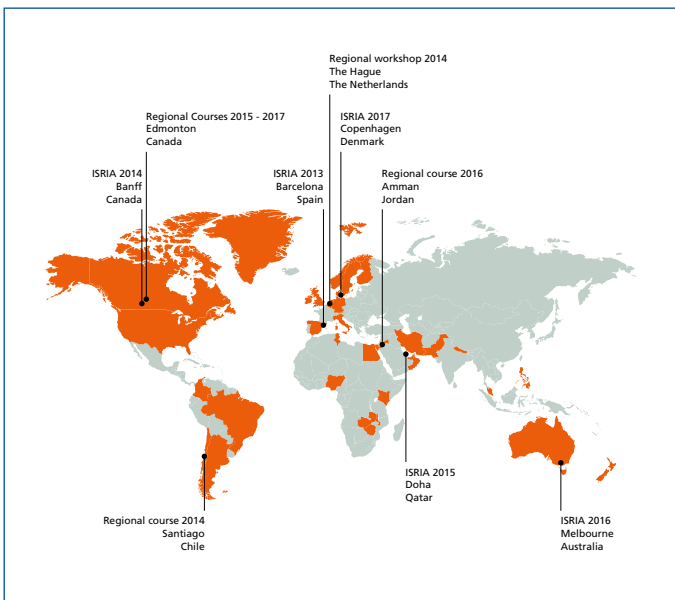 Regional workshop 2014
The Hague
The Netherlands
Regional Courses 2015 - 2017
Edmonton
Canada
ISRIA 2017
Copenhagen
Denmark
ISRIA 2014
Banff
Canada
ISRIA 2013
Barcelona
Spain
Regional course 2016
Amman
Jordan
ISRIA 2015
Doha
Qatar
Regional course 2014
Santiago
Chile
ISRIA 2016
Melbourne
Australia